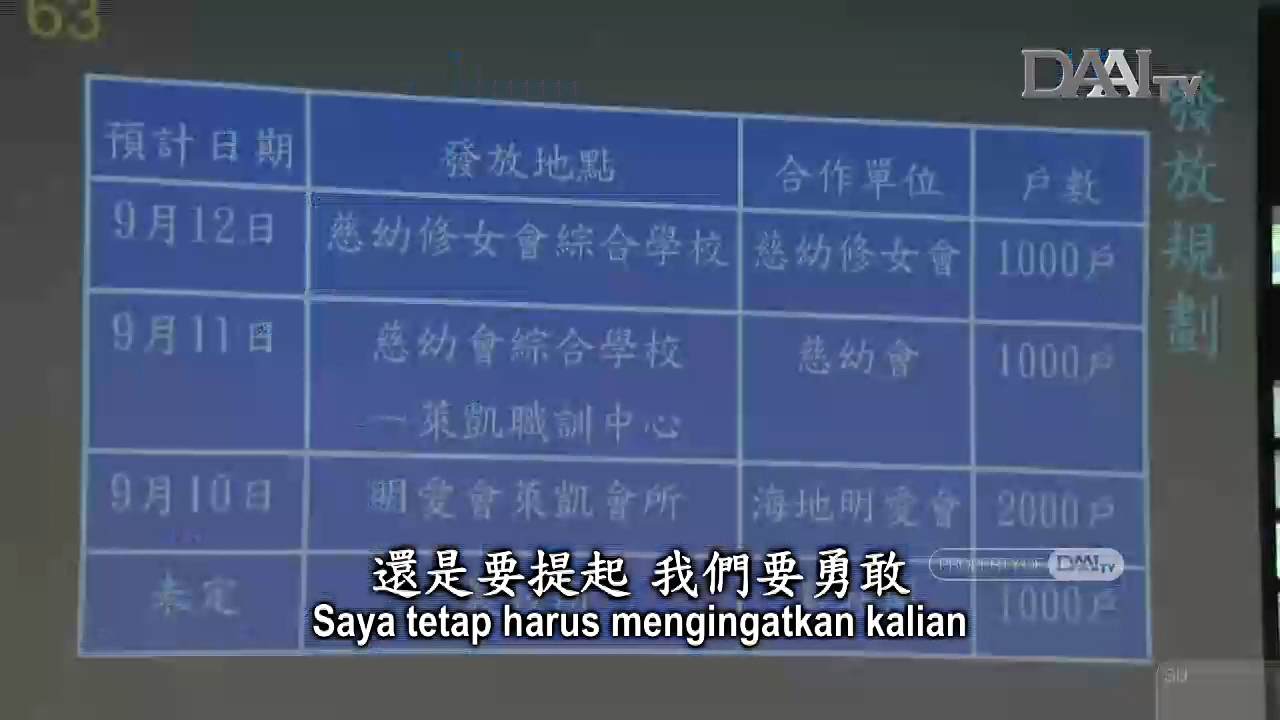 63
DAAI TV
發放規劃
預計日期 發放地點 合作單位 戶數
9月12日 慈幼修女會綜合學校 慈幼修女會 1000戶
9月11日 慈幼會綜合學校 慈幼會 1000戶
—萊凱職訓中心
9月10日 明愛會萊凱會所 海地明愛會 2000戶
未定 1000戶
PROPERTY OF DAAI TV
還是要提起 我們要勇敢
Saya tetap harus mengingatkan kalian